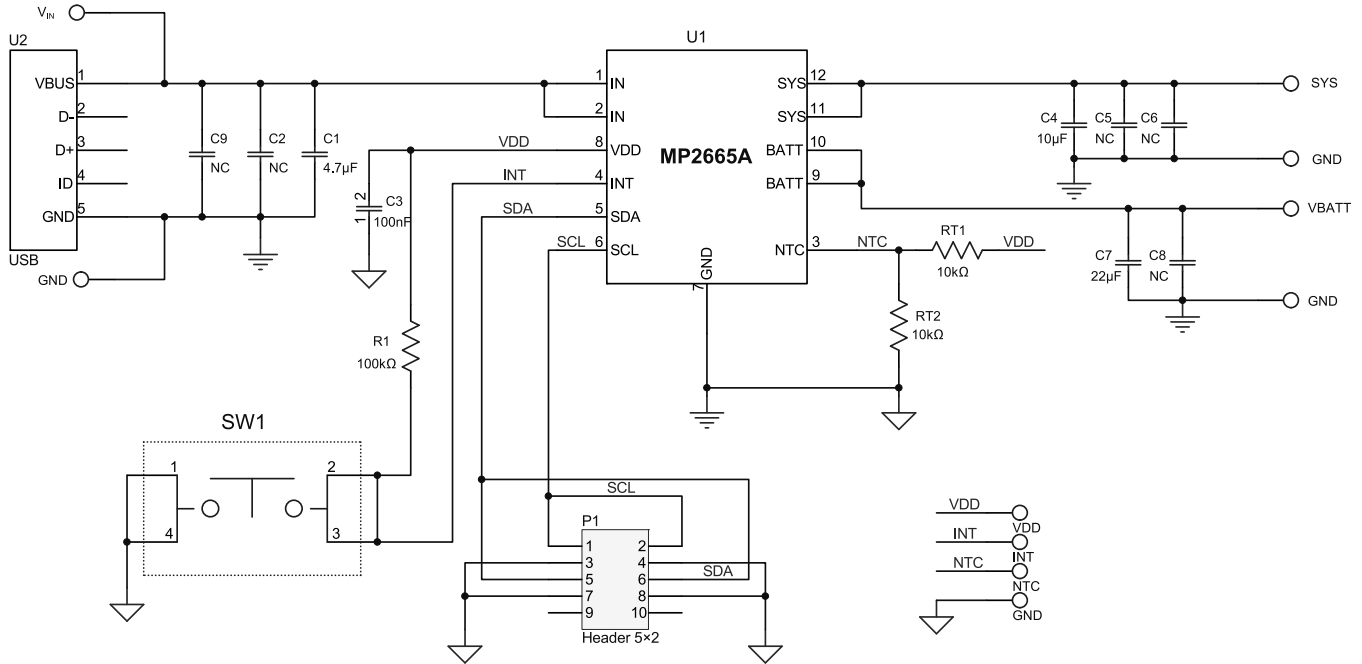 V_IN
U2
U1
VBUS 1
D- 2
D+ 3
ID 4
GND 5
USB
GND
C9
NC
C2
NC
C1
4.7µF
VDD
INT
SDA
SCL
2
1
C3
100nF
1 IN
2 IN
8 VDD
4 INT
5 SDA
6 SCL
MP2665A
SYS 12
SYS 11
BATT 10
BATT 9
NTC 3
GND
7
C4
10µF
C5
NC
C6
NC
SYS
GND
VBATT
NTC
RT1
10kΩ
VDD
RT2
10kΩ
C7
22µF
C8
NC
GND
R1
100kΩ
SW1
1
4
2
3
SCL
P1
1 2
3 4
5 6
7 8
9 10
SDA
Header 5×2
VDD
VDD
INT
INT
NTC
NTC
GND